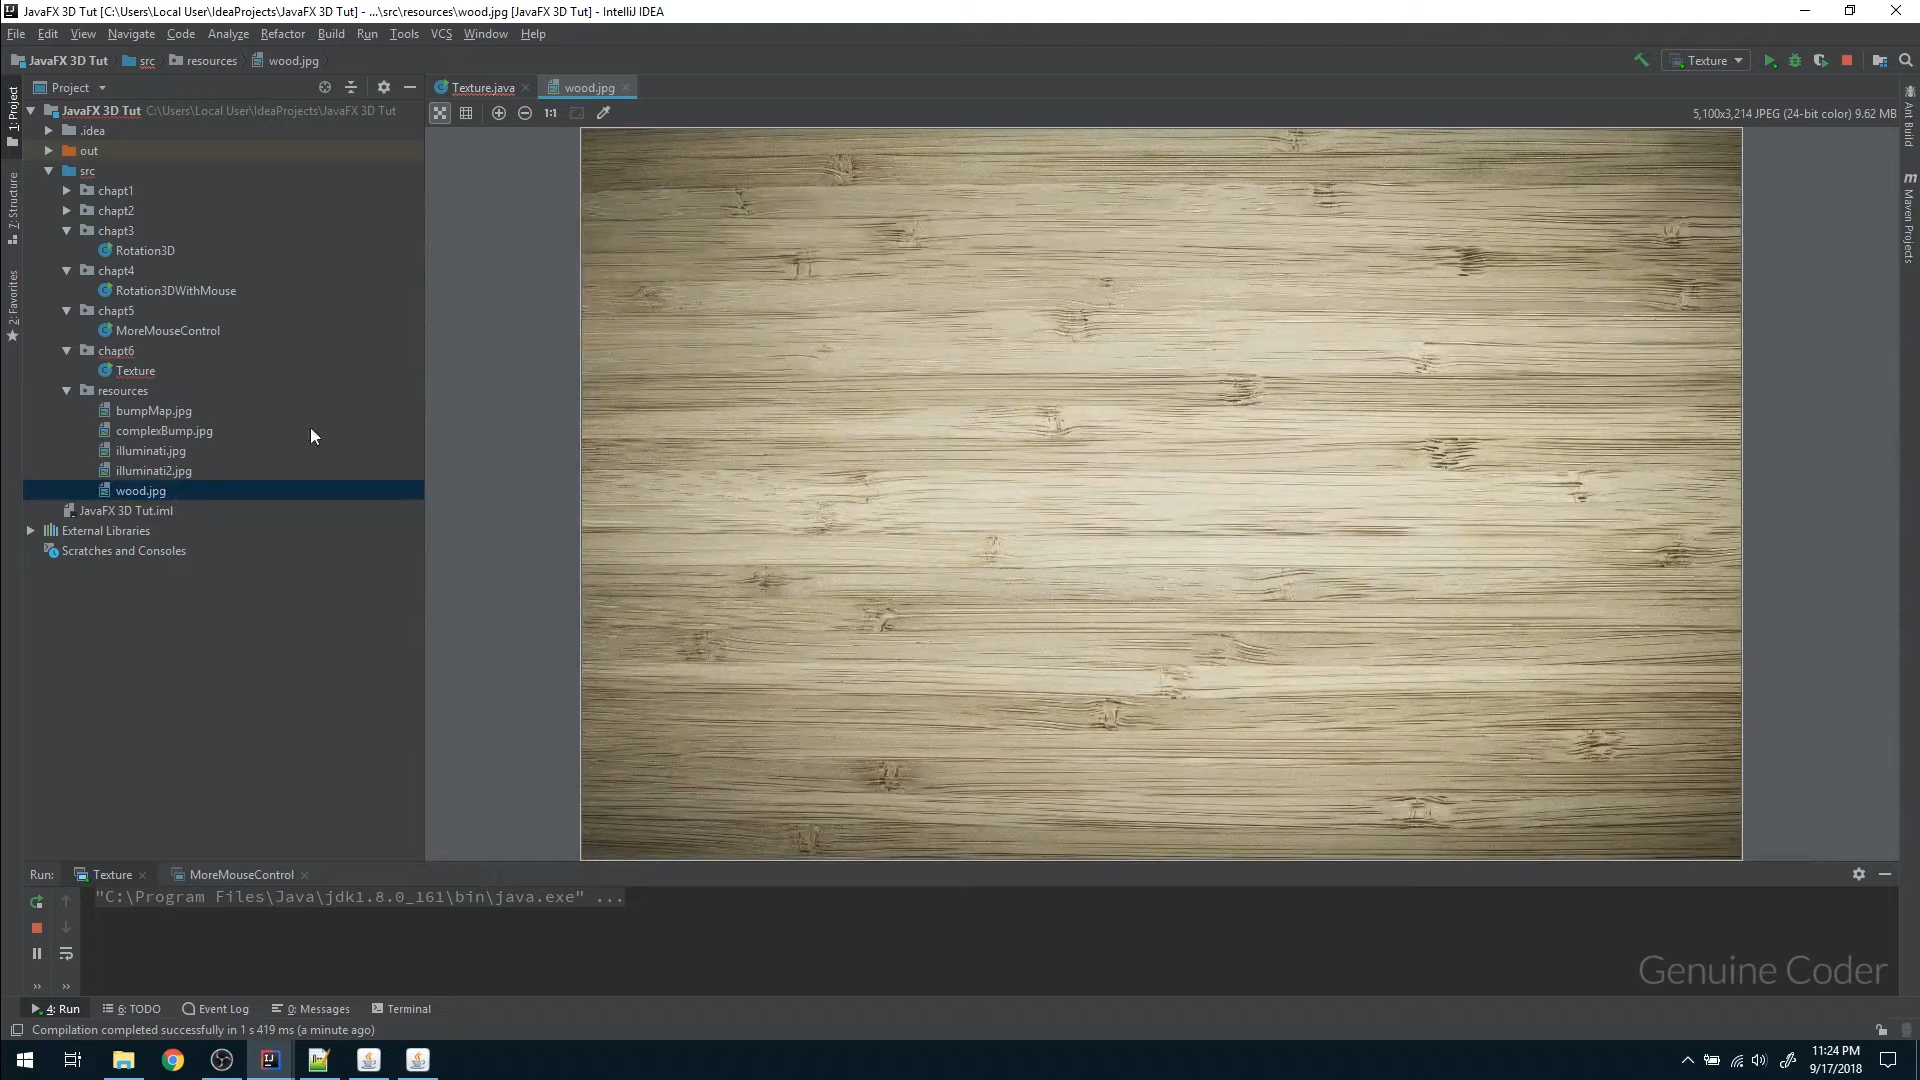 JavaFX 3D Tut [C:\Users\Local User\IdeaProjects\JavaFX 3D Tut] - ...\src\resources\wood.jpg [JavaFX 3D Tut] - IntelliJ IDEA
File Edit View Navigate Code Analyze Refactor Build Run Tools VCS Window Help
JavaFX 3D Tut src resources wood.jpg
Texture
Project
Texture.java wood.jpg
1:1
5,100x3,214 JPEG (24-bit color) 9.62 MB
1: Project
7: Structure
2: Favorites
JavaFX 3D Tut C:\Users\Local User\IdeaProjects\JavaFX 3D Tut
.idea
out
src
chapt1
chapt2
chapt3
Rotation3D
chapt4
Rotation3DWithMouse
chapt5
MoreMouseControl
chapt6
Texture
resources
bumpMap.jpg
complexBump.jpg
illuminati.jpg
illuminati2.jpg
wood.jpg
JavaFX 3D Tut.iml
External Libraries
Scratches and Consoles
Ant Build
m Maven Projects
Run: Texture MoreMouseControl
"C:\Program Files\Java\jdk1.8.0_161\bin\java.exe" ...
Genuine Coder
4: Run 6: TODO Event Log 0: Messages Terminal
Compilation completed successfully in 1 s 419 ms (a minute ago)
11:24 PM
9/17/2018